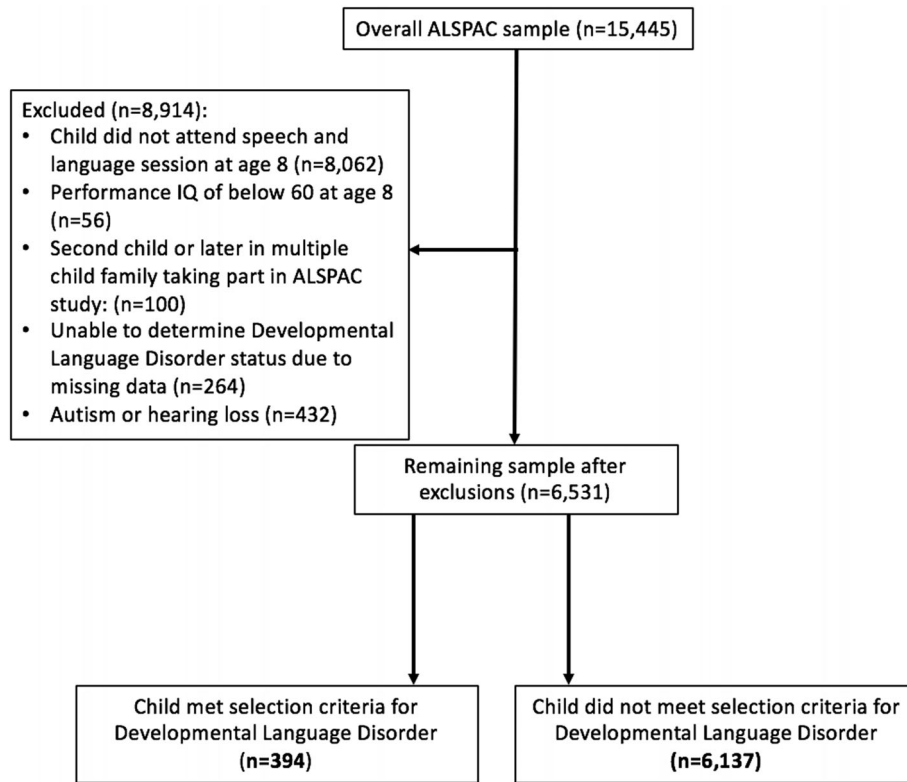 Overall ALSPAC sample (n=15,445)
Excluded (n=8,914):
• Child did not attend speech and
language session at age 8 (n=8,062)
• Performance IQ of below 60 at age 8
(n=56)
• Second child or later in multiple
child family taking part in ALSPAC
study: (n=100)
• Unable to determine Developmental
Language Disorder status due to
missing data (n=264)
• Autism or hearing loss (n=432)
Remaining sample after
exclusions (n=6,531)
Child met selection criteria for
Developmental Language Disorder
(n=394)
Child did not meet selection criteria for
Developmental Language Disorder
(n=6,137)